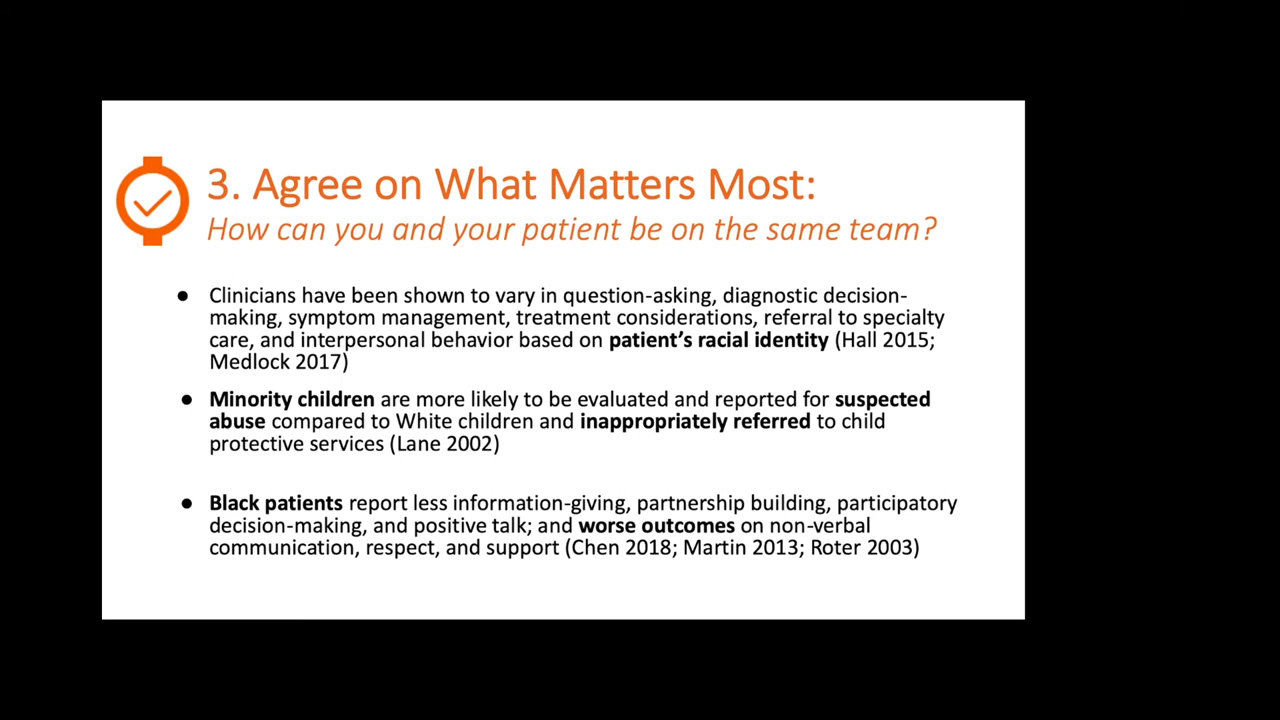 3. Agree on What Matters Most:
How can you and your patient be on the same team?
● Clinicians have been shown to vary in question-asking, diagnostic decision-
making, symptom management, treatment considerations, referral to specialty
care, and interpersonal behavior based on patient's racial identity (Hall 2015;
Medlock 2017)
● Minority children are more likely to be evaluated and reported for suspected
abuse compared to White children and inappropriately referred to child
protective services (Lane 2002)
● Black patients report less information-giving, partnership building, participatory
decision-making, and positive talk; and worse outcomes on non-verbal
communication, respect, and support (Chen 2018; Martin 2013; Roter 2003)